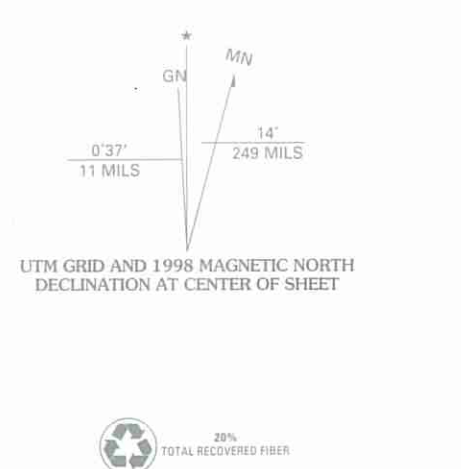 ★
GN
MN
0°37'
11 MILS
14°
249 MILS
UTM GRID AND 1998 MAGNETIC NORTH
DECLINATION AT CENTER OF SHEET
20%
TOTAL RECOVERED FIBER